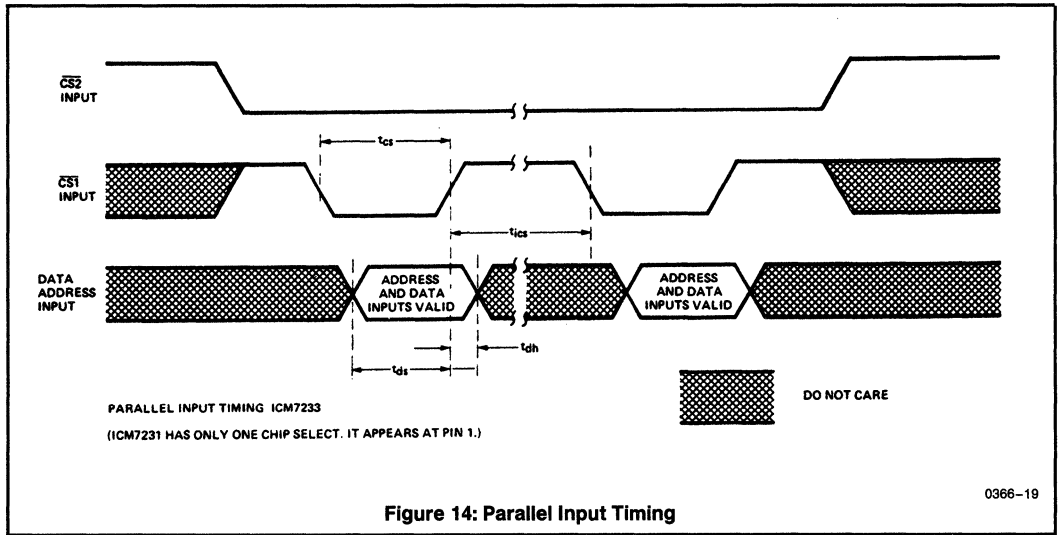 CS2
INPUT
tcs
CS1
INPUT
tics
DATA
ADDRESS
INPUT
ADDRESS
AND DATA
INPUTS VALID
ADDRESS
AND DATA
INPUTS VALID
tdh
tds
DO NOT CARE
PARALLEL INPUT TIMING ICM7233
(ICM7231 HAS ONLY ONE CHIP SELECT. IT APPEARS AT PIN 1.)
0366–19
Figure 14: Parallel Input Timing